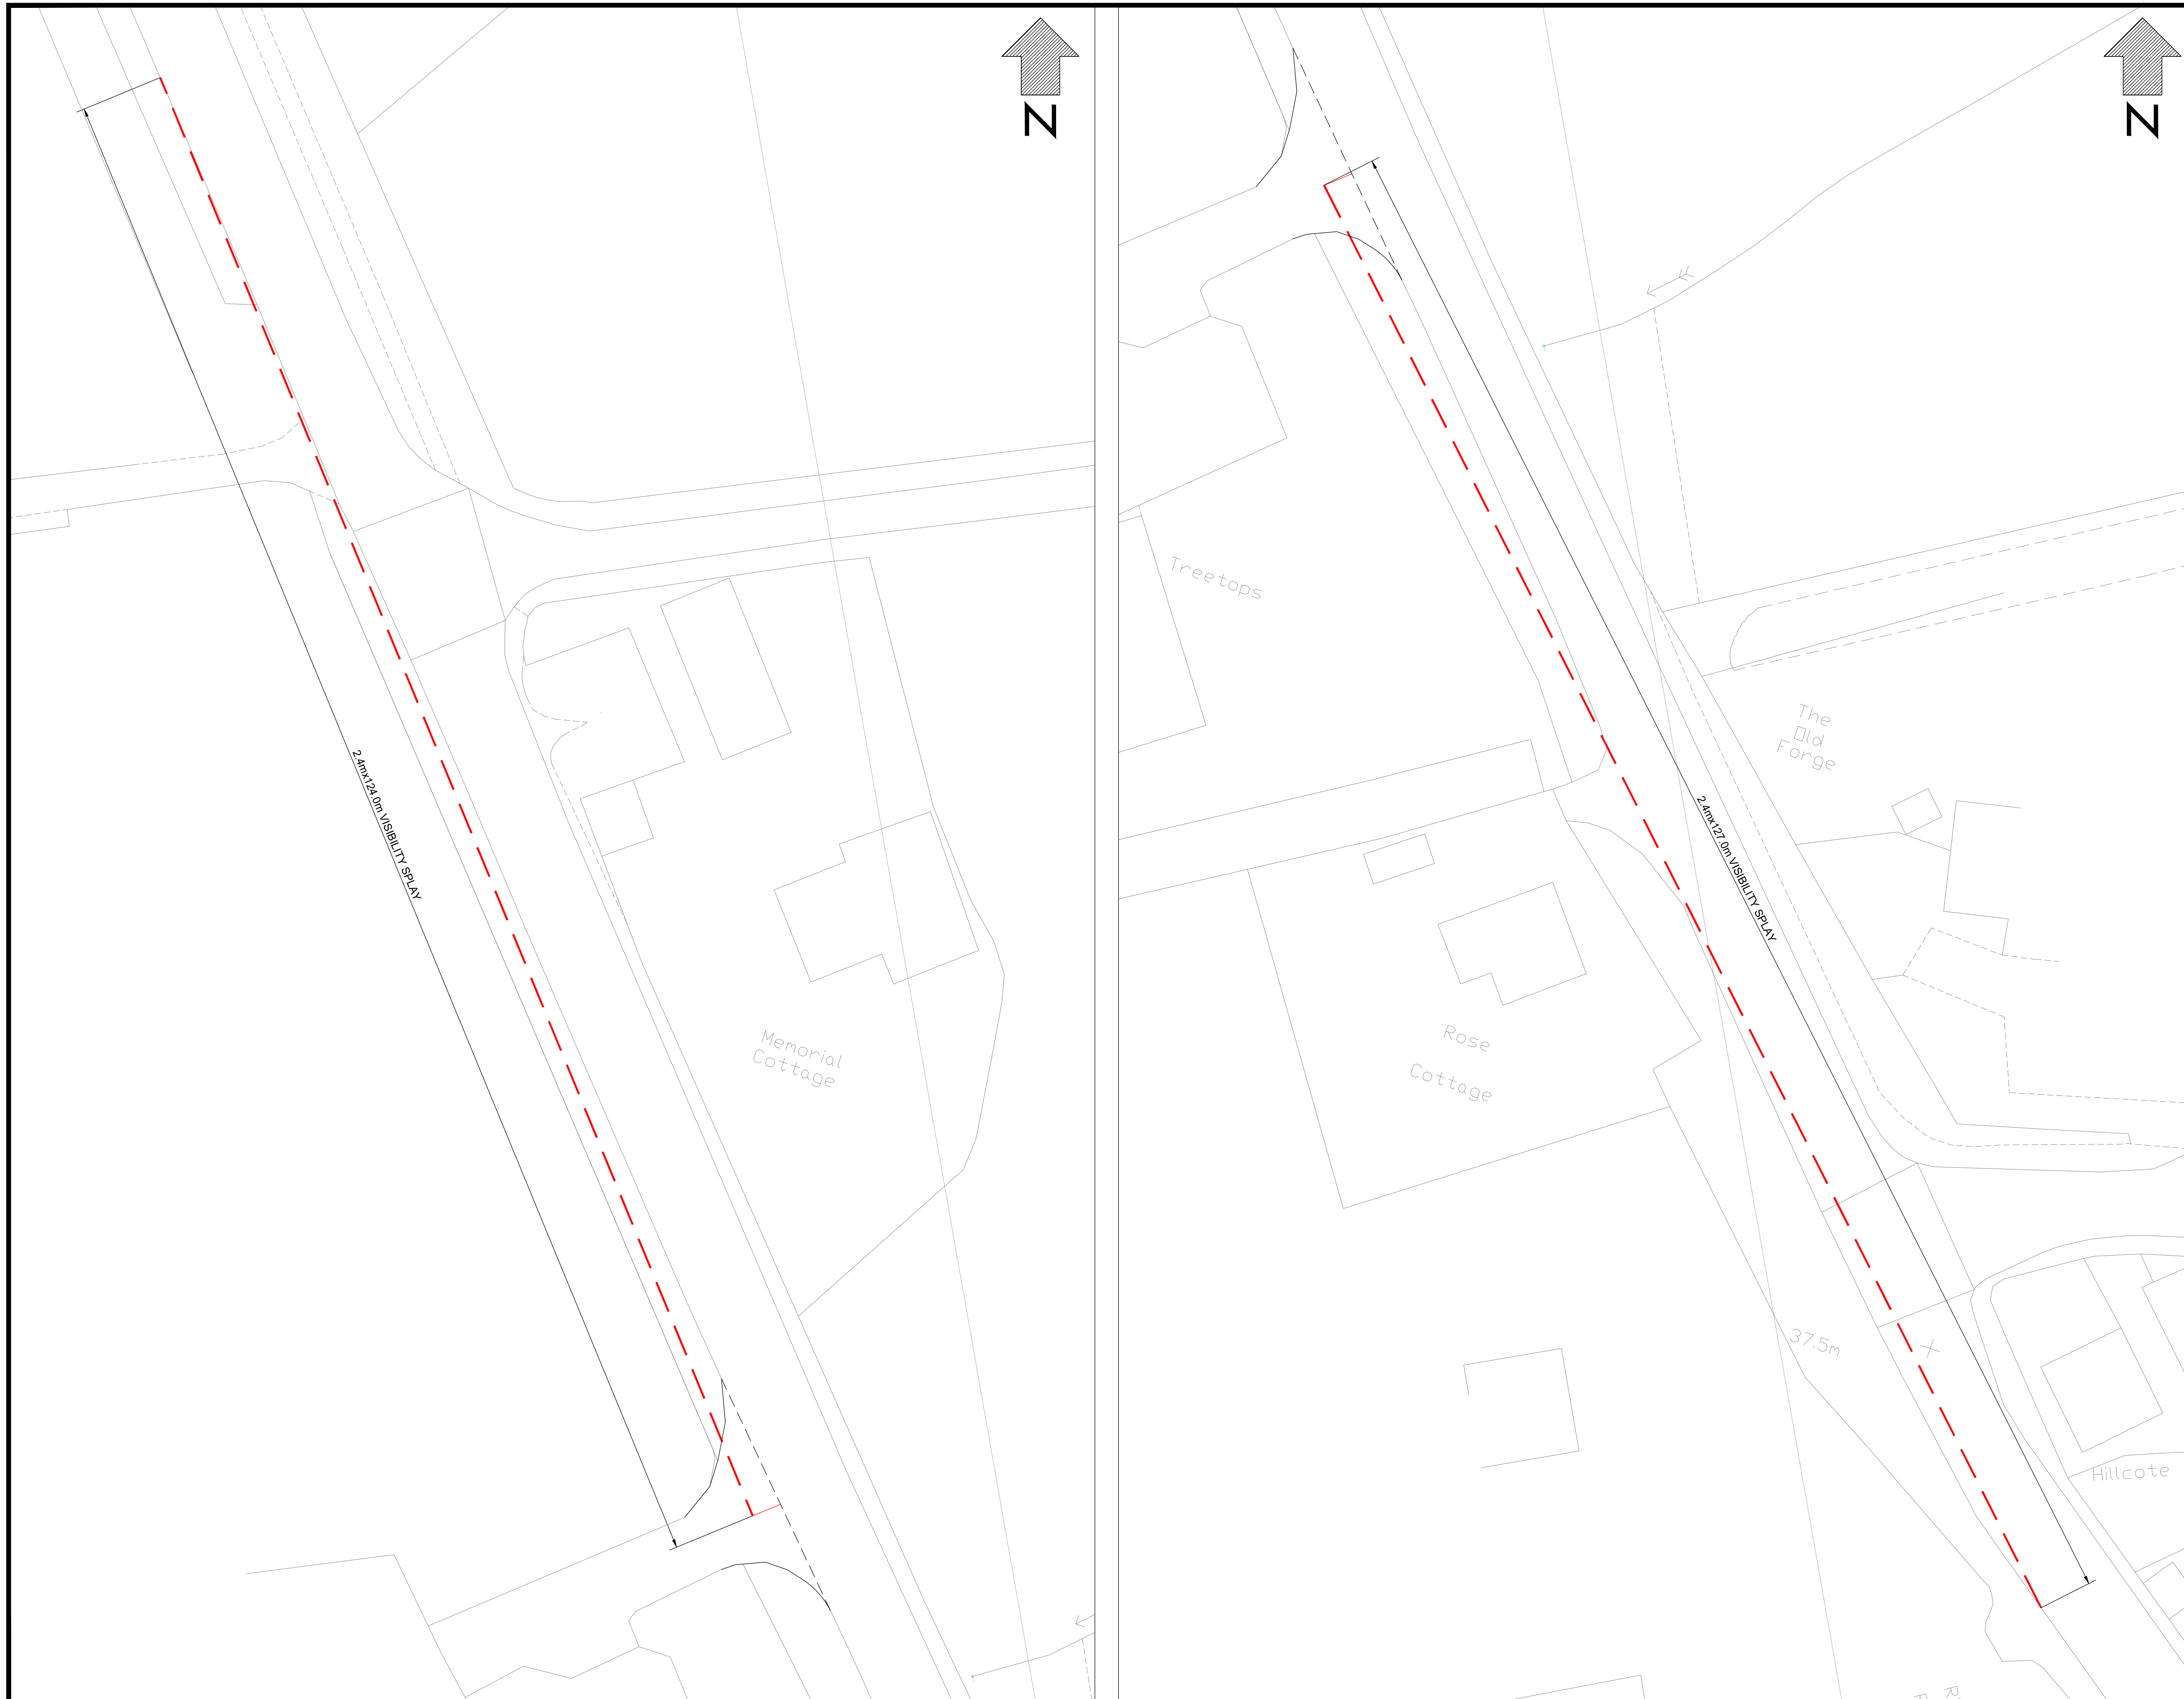 N
2.4mx124.0m VISIBILITY SPLAY
Memorial
Cottage
N
Treetops
The
Old
Forge
2.4mx127.0m VISIBILITY SPLAY
Rose
Cottage
37.5m
Hillcote